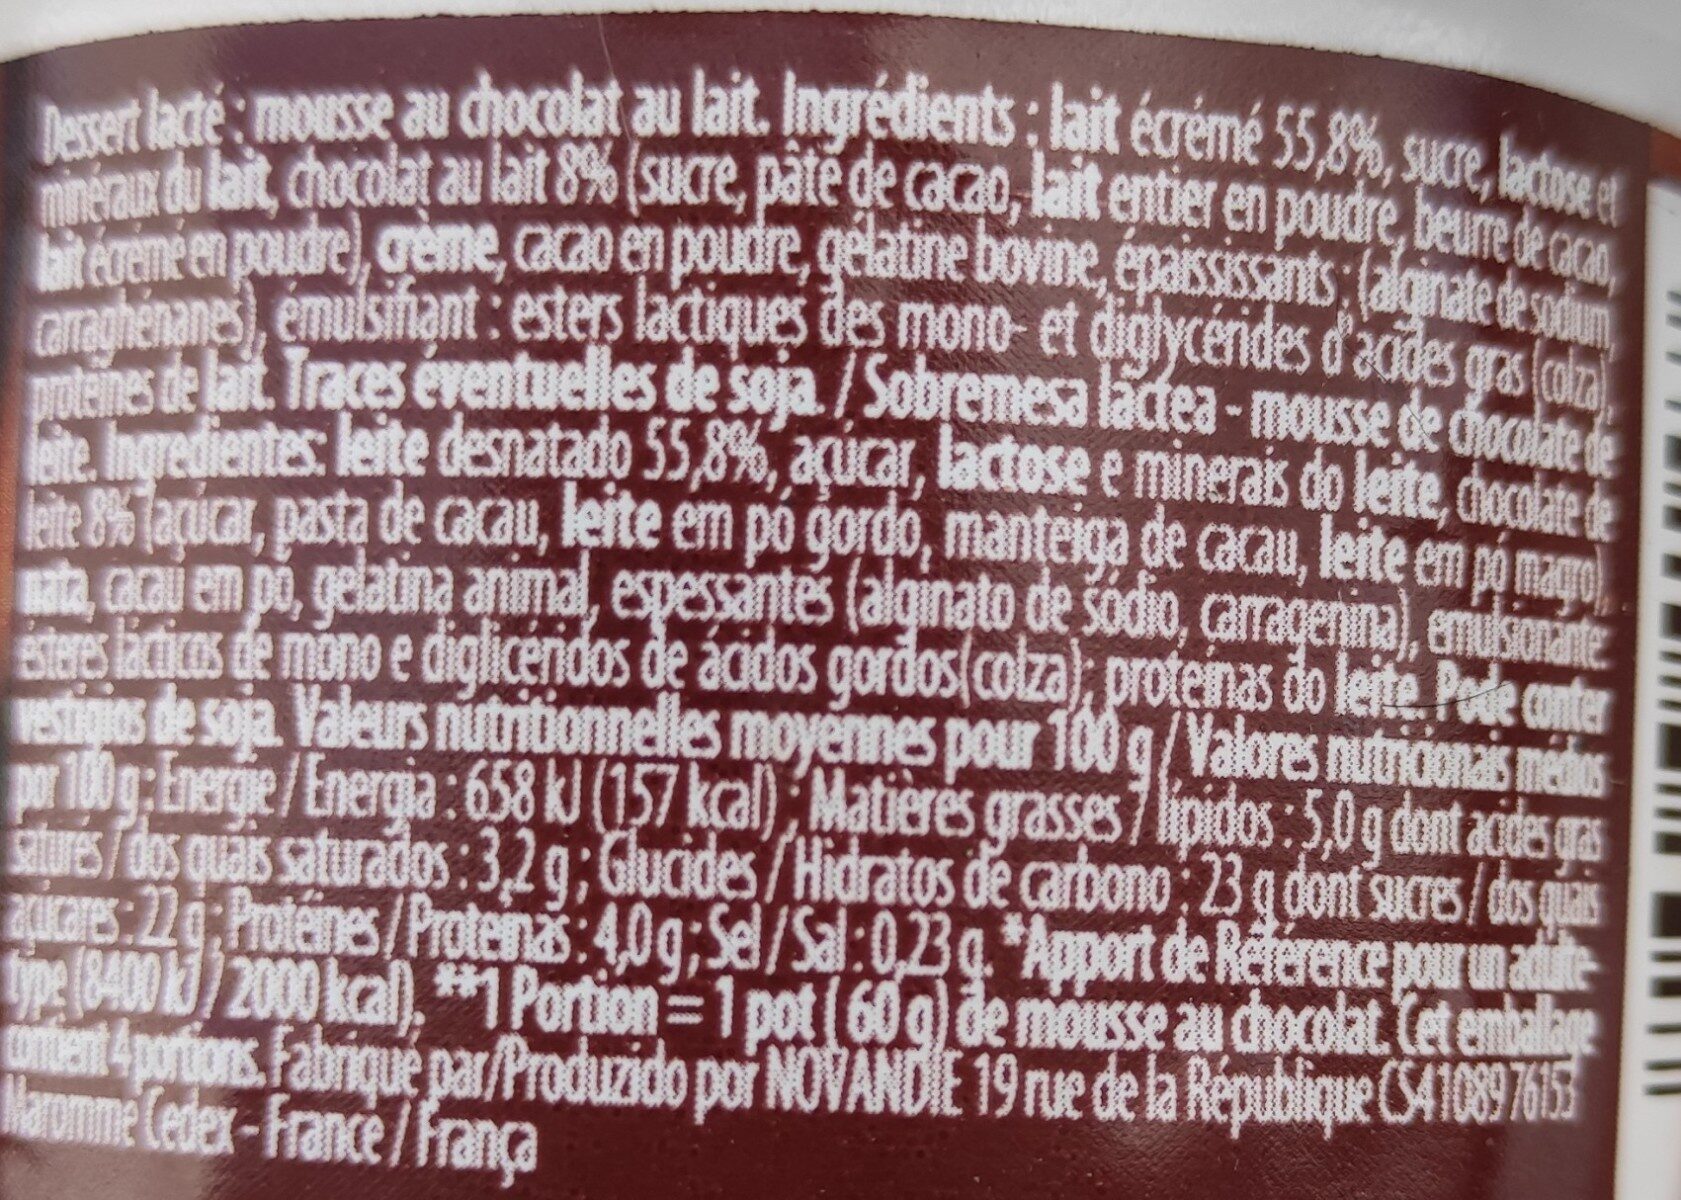 Dessert lacté : mousse au chocolat au lait. Ingrédients : lait écrémé 55,8%, sucre, lactose et
minéraux du lait, chocolat au lait 8% (sucre, pâte de cacao, lait entier en poudre, beurre de cacao,
lait écrémé en poudre), crème, cacao en poudre, gélatine bovine, épaississants : (alginate de sodium,
carraghénanes), émulsifiant : esters lactiques des mono- et diglycérides d'acides gras (colza),
protéines de lait. Traces éventuelles de soja. / Sobremesa láctea - mousse de chocolate de
leite. Ingredientes: leite desnatado 55,8%, açúcar, lactose e minerais do leite, chocolate de
leite 8% (açúcar, pasta de cacau, leite em pó gordo, manteiga de cacau, leite em pó magro),
nata, cacau em pó, gelatina animal, espessantes (alginato de sódio, carragenina), emulsionante:
ésteres lácticos de mono e diglicéridos de ácidos gordos(colza), proteínas do leite. Pode conter
vestígios de soja. Valeurs nutritionnelles moyennes pour 100 g / Valores nutricionais médios
por 100 g : Energie / Energia : 658 kJ (157 kcal) ; Matières grasses / lípidos : 5,0 g dont acides gras
saturés / dos quais saturados : 3,2 g ; Glucides / Hidratos de carbono : 23 g dont sucres / dos quais
açúcares : 22 g ; Protéines / Proteínas : 4,0 g ; Sel / Sal : 0,23 g. *Apport de Référence pour un adulte-
type (8400 kJ / 2000 kcal). **1 Portion = 1 pot ( 60 g) de mousse au chocolat. Cet emballage
contient 4 portions. Fabriqué par/Produzido por NOVANDIE 19 rue de la République CS41089 76153
Maromme Cedex - France / França